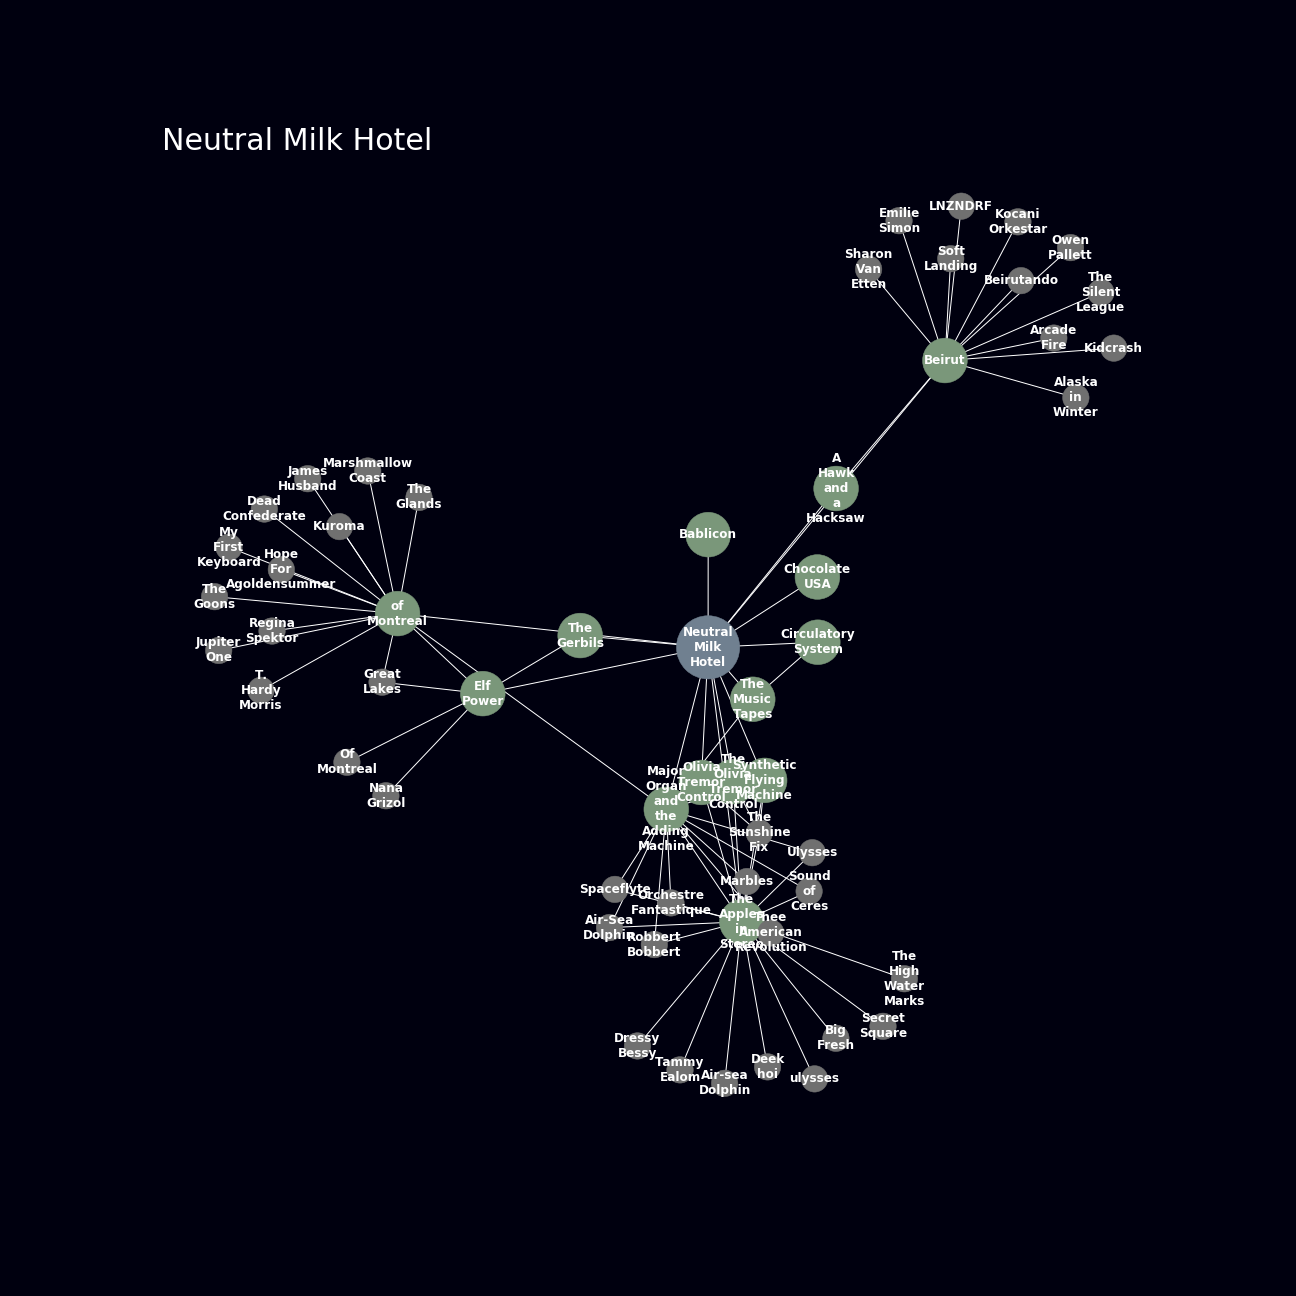 Neutral Milk Hotel
LNZNDRF
Emilie
Simon
Kocani
Orkestar
Owen
Pallett
Sharon
Van
Etten
Soft
Landing
Beirutando
The
Silent
League
Arcade
Fire
Kidcrash
Beirut
Alaska
in
Winter
A
Hawk
and
a
Hacksaw
Marshmallow
Coast
James
Husband
The
Glands
Dead
Confederate
Kuroma
My
First
Keyboard
Hope
For
Agoldensummer
The
Goons
of
Montreal
Regina
Spektor
Jupiter
One
T.
Hardy
Morris
Great
Lakes
Bablicon
Chocolate
USA
The
Gerbils
Neutral
Milk
Hotel
Circulatory
System
Elf
Power
The
Music
Tapes
Of
Montreal
Nana
Grizol
Major
Organ
and
the
Adding
Machine
Olivia
Tremor
Control
The
Olivia
Tremor
Control
Synthetic
Flying
Machine
The
Sunshine
Fix
Ulysses
Marbles
Sound
of
Ceres
Spaceflyte
Orchestre
Fantastique
Air-Sea
Dolphin
Robbert
Bobbert
The
Apples
in
Stereo
Thee
American
Revolution
The
High
Water
Marks
Secret
Square
Big
Fresh
Dressy
Bessy
Tammy
Ealom
Air-sea
Dolphin
Deek
hoi
ulysses